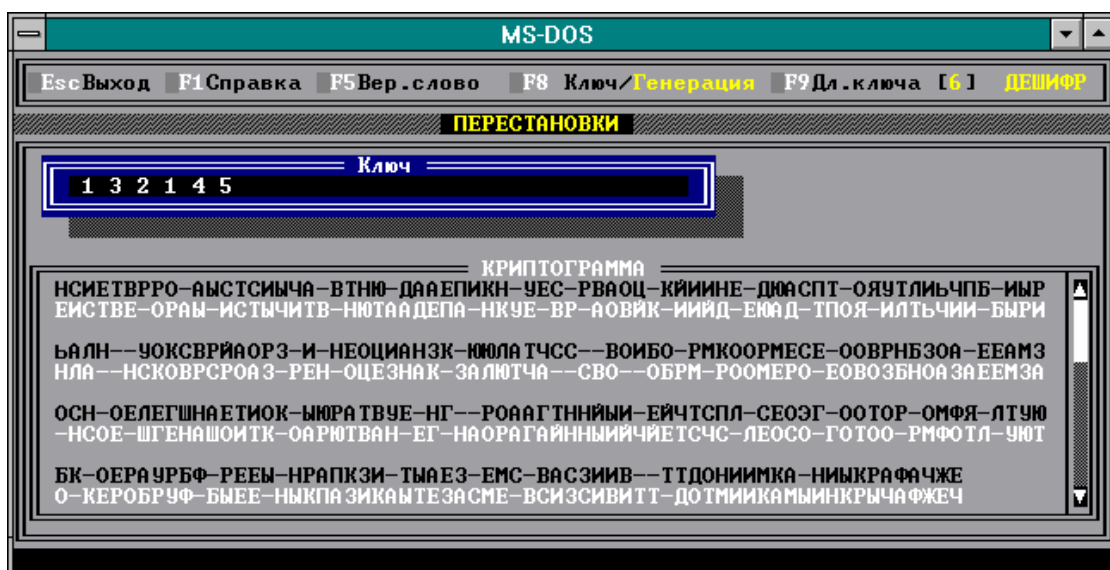 MS-DOS
Esc Выход F1 Справка F5 Вер.слово F8 Ключ/Генерация F9 Дл.ключа [6] ДЕШИФР
ПЕРЕСТАНОВКИ
Ключ
1 3 2 1 4 5
КРИПТОГРАММА
НСИЕТВРРО-АЫСТСИЫЧА-ВТНЮ-ДААЕПИКН-УЕС-РВАОЦ-КЙИИНЕ-ДЮАСПТ-ОЯУТЛИЬЧПБ-ИЫР
ЕИСТВЕ-ОРАЫ-ИСТЫЧИТВ-НЮТААДЕПА-НКУЕ-ВР-АОВЙК-ИИЙД-ЕЮАД-ТПОЯ-ИЛТЬЧИИ-БЫРИ
ЬАЛН--УОКСВРЙАОРЗ-И-НЕОЦИАНЗК-ЮЮЛАТЧСС--ВОИБО-РМКООРМЕСЕ-ООВРНБЗОА-ЕЕАМЗ
НЛА--НСКОВРСРОАЗ-РЕН-ОЦЕЗНАК-ЗАЛЮТЧА--СВО--ОБРМ-РООМЕРО-ЕОВОЗБНОАЗАЕЕМЗА
ОСН-ОЕЛЕГШНАЕТИОК-ЫЮРАТВУЕ-НГ--РОААГТННЙЫИ-ЕЙЧТСПЛ-СЕОЭГ-ООТОР-ОМФЯ-ЛТУЮ
-НСОЕ-ШГЕНАШОИТК-ОАРЮТВАН-ЕГ-НАОРАГАЙННЫИЙЧЙЕТСЧС-ЛЕОСО-ГОТОО-РМФОТЛ-УЮТ
БК-ОЕРАУРБФ-РЕЕЫ-НРАПКЗИ-ТЫАЕЗ-ЕМС-ВАСЗИИВ--ТТДОНИИМКА-НИЫКРАФАЧЖЕ
О-КЕРОБРУФ-БЫЕЕ-НЫКПАЗИКАЫТЕЗАСМЕ-ВСИЗСИВИТТ-ДОТМИИКАМЫИНКРЫЧАФЖЕЧ